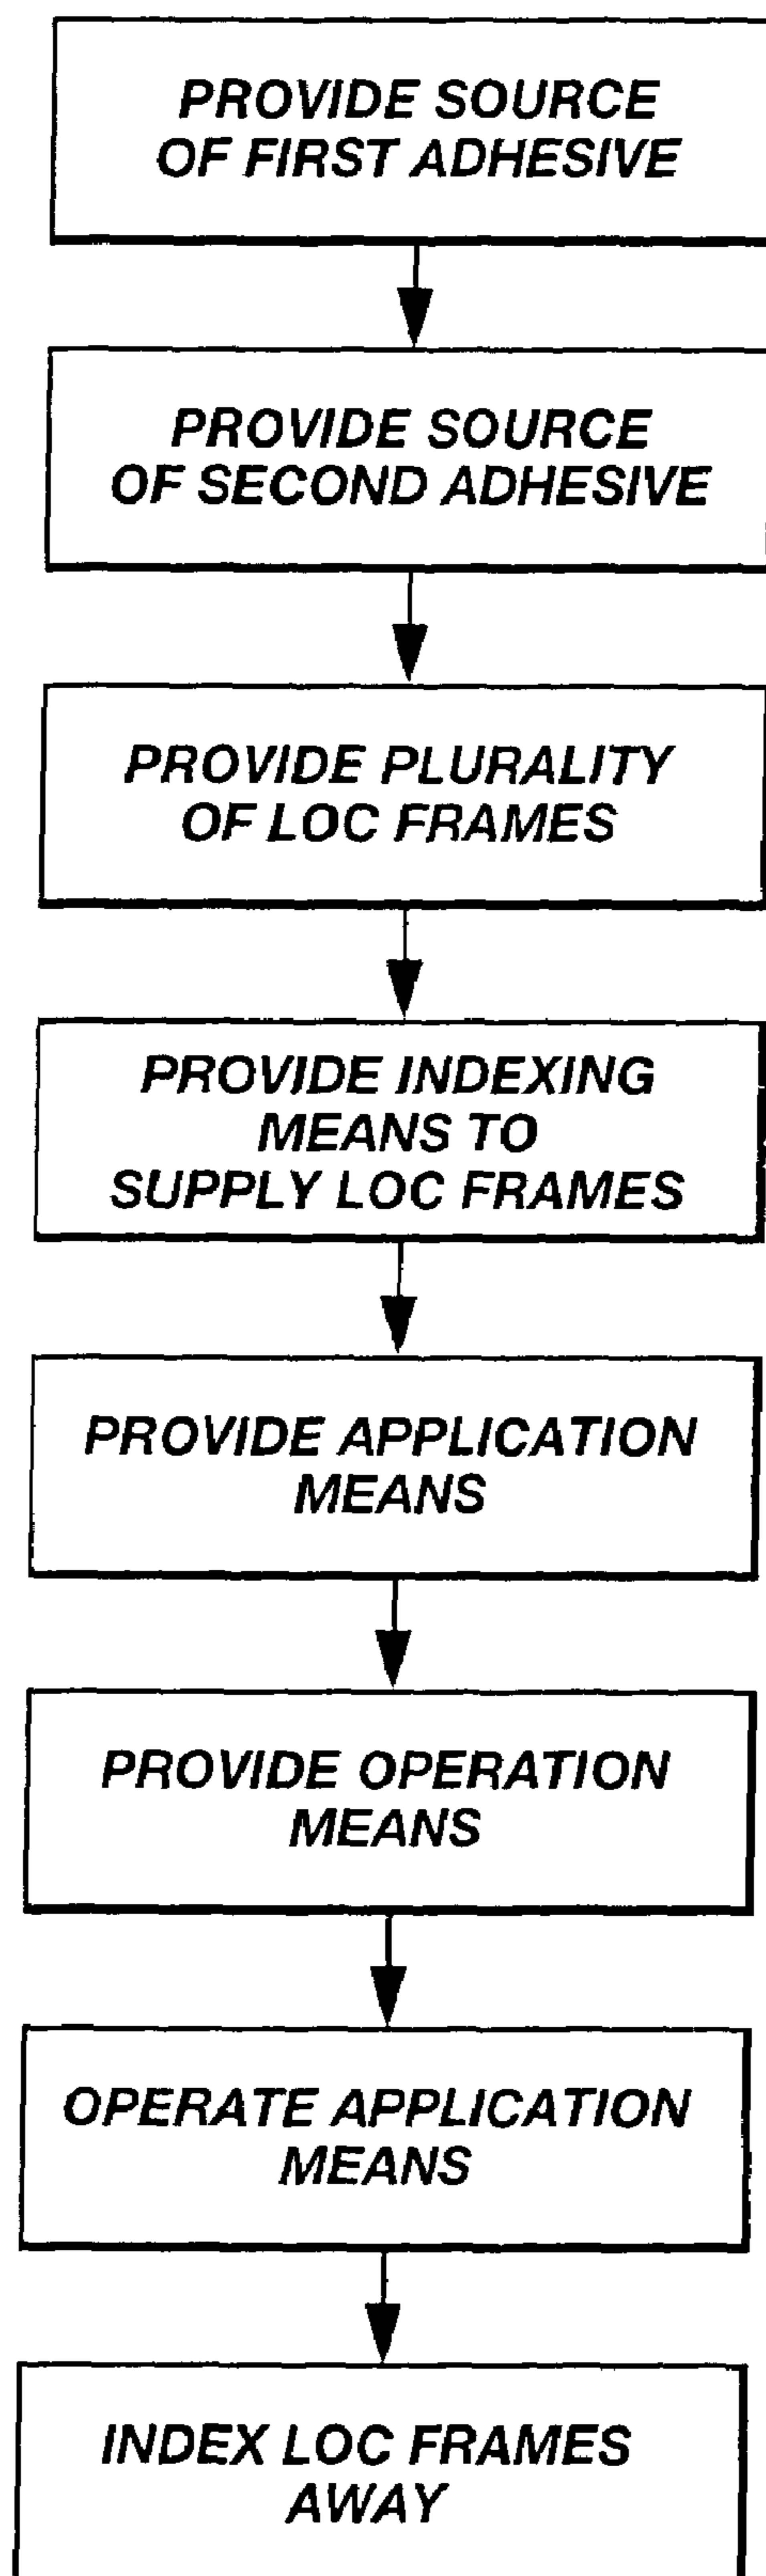 PROVIDE SOURCE
OF FIRST ADHESIVE
PROVIDE SOURCE
OF SECOND ADHESIVE
PROVIDE PLURALITY
OF LOC FRAMES
PROVIDE INDEXING
MEANS TO
SUPPLY LOC FRAMES
PROVIDE APPLICATION
MEANS
PROVIDE OPERATION
MEANS
OPERATE APPLICATION
MEANS
INDEX LOC FRAMES
AWAY